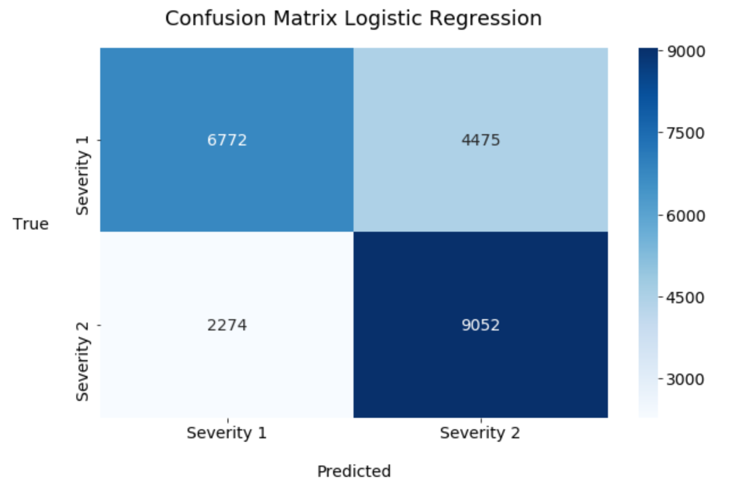 Confusion Matrix Logistic Regression
True
Severity 1
6772
4475
Severity 2
2274
9052
Severity 1
Severity 2
Predicted
9000
7500
6000
4500
3000